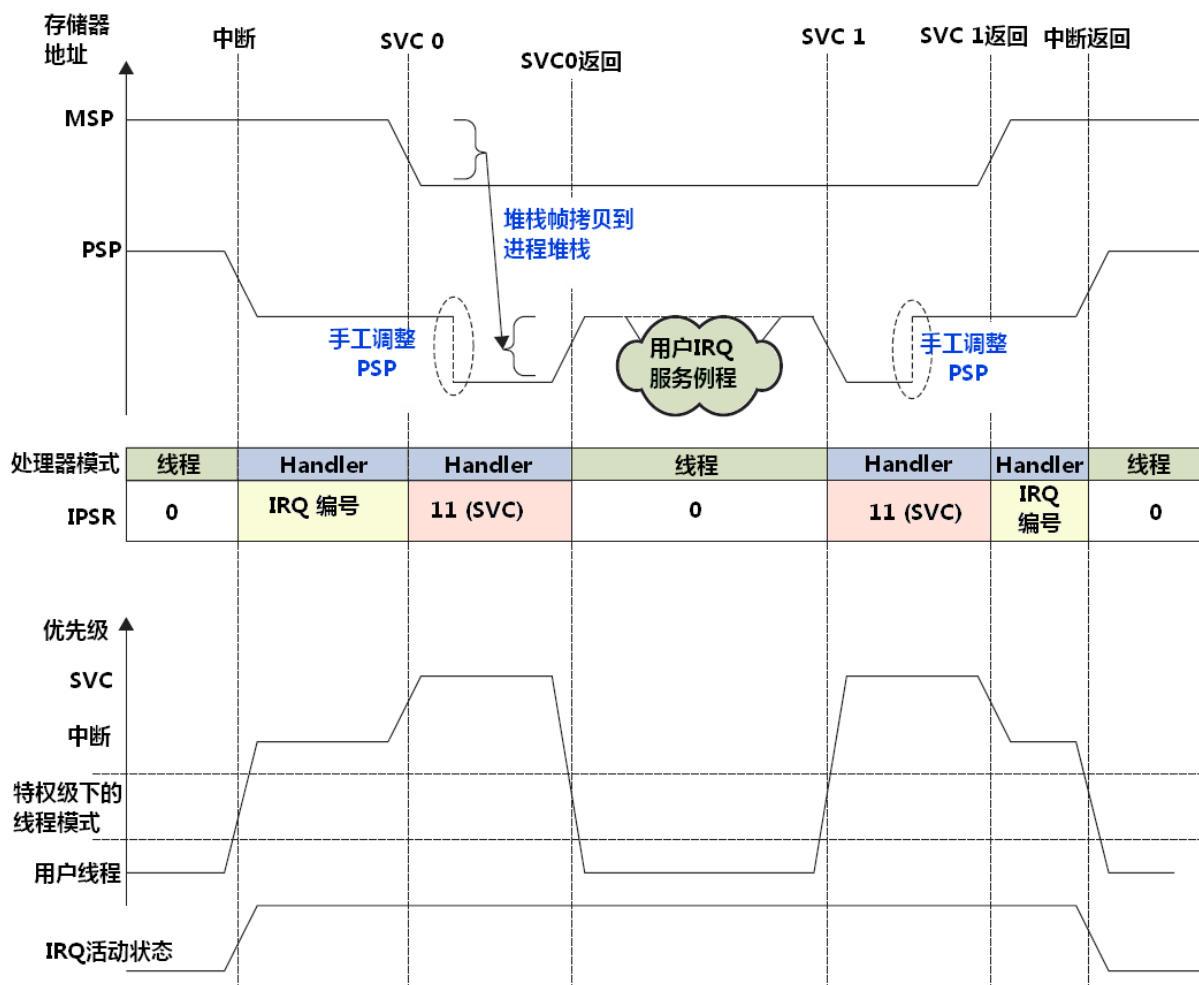 存储器
地址
中断
SVC 0
SVC0返回
SVC 1
SVC 1返回
中断返回
MSP
堆栈帧拷贝到
进程堆栈
PSP
手工调整
PSP
用户IRQ
服务例程
手工调整
PSP
处理器模式
线程
Handler
Handler
线程
Handler
Handler
线程
IPSR
0
IRQ 编号
11 (SVC)
0
11 (SVC)
IRQ
编号
0
优先级
SVC
中断
特权级下的
线程模式
用户线程
IRQ活动状态